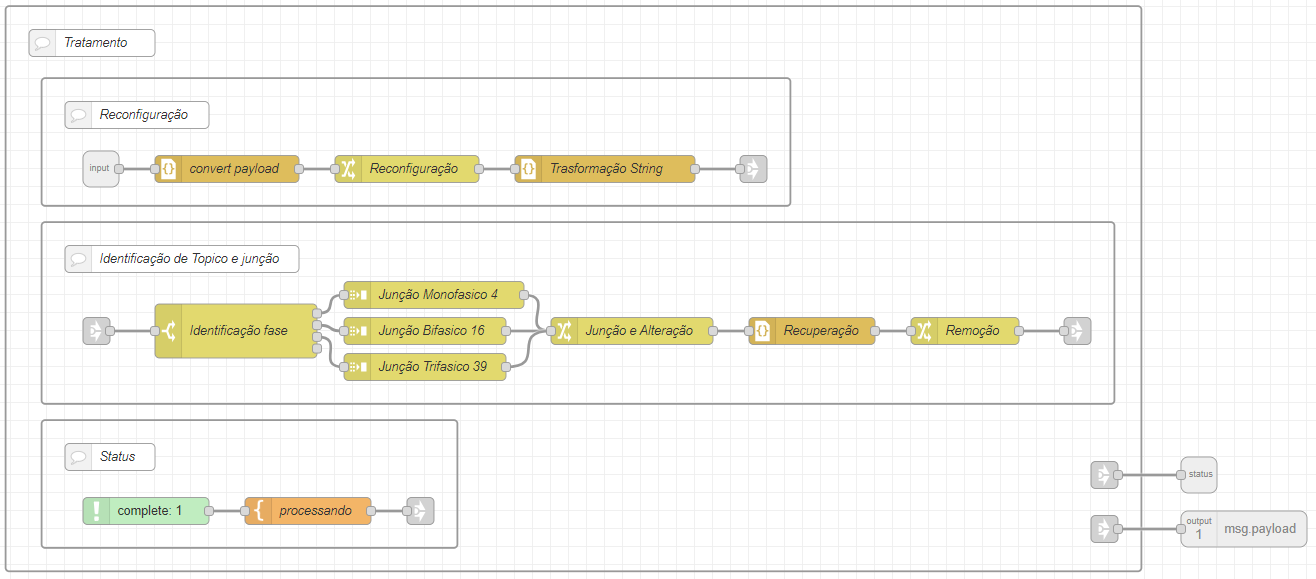 Tratamento
Reconfiguração
input
convert payload
Reconfiguração
Trasformação String
Identificação de Topico e junção
Identificação fase
Junção Monofasico 4
Junção Bifasico 16
Junção Trifasico 39
Junção e Alteração
Recuperação
Remoção
Status
complete: 1
processando
status
output
1
msg.payload